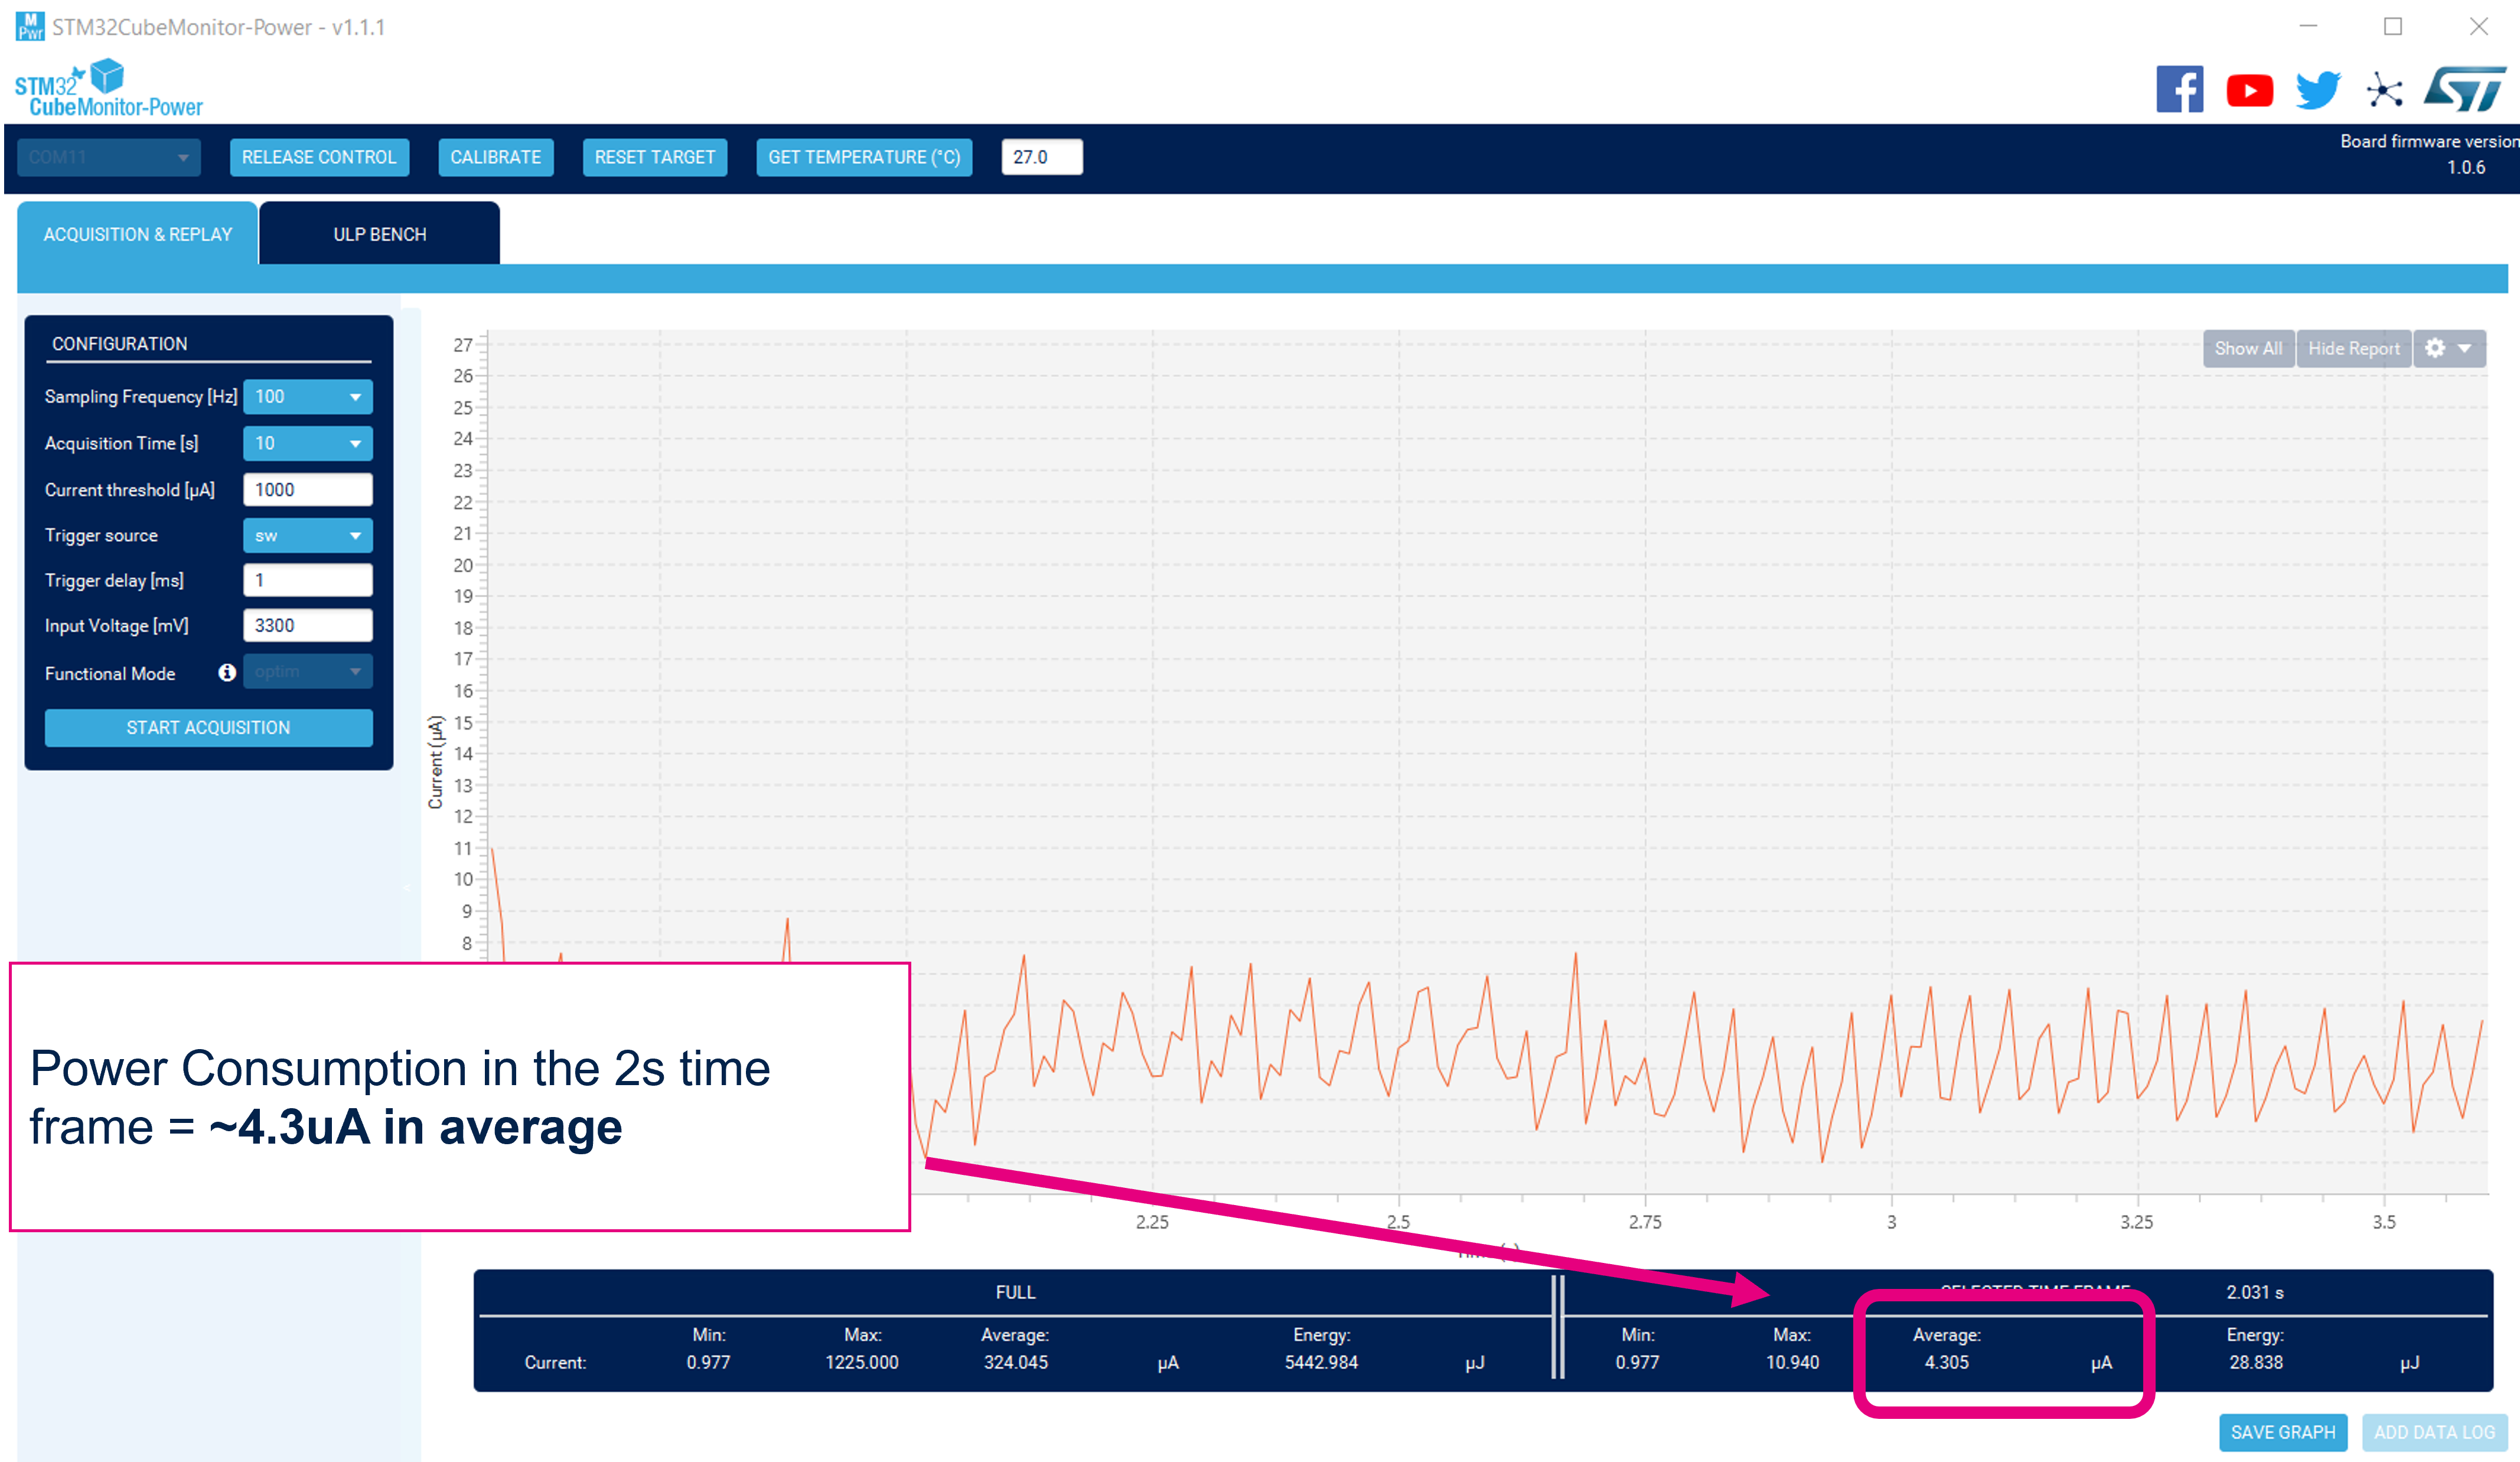 M
Pwr
STM32CubeMonitor-Power - v1.1.1
STM32
CubeMonitor-Power
COM11
RELEASE CONTROL
CALIBRATE
RESET TARGET
GET TEMPERATURE (°C)
27.0
Board firmware version
1.0.6
ACQUISITION & REPLAY
ULP BENCH
CONFIGURATION
Sampling Frequency [Hz] 100
Acquisition Time [s] 10
Current threshold [µA] 1000
Trigger source sw
Trigger delay [ms] 1
Input Voltage [mV] 3300
Functional Mode optim
START ACQUISITION
Show All
Hide Report
27
26
25
24
23
22
21
20
19
18
17
16
15
14
13
12
11
10
9
8
Current (µA)
Power Consumption in the 2s time
frame = ~4.3uA in average
2.25
2.5
2.75
3
3.25
3.5
FULL
Min: Max: Average: Energy:
Current: 0.977 1225.000 324.045 µA 5442.984 µJ
SELECTED TIME FRAME 2.031 s
Min: Max: Average: Energy:
0.977 10.940 4.305 µA 28.838 µJ
SAVE GRAPH
ADD DATA LOG